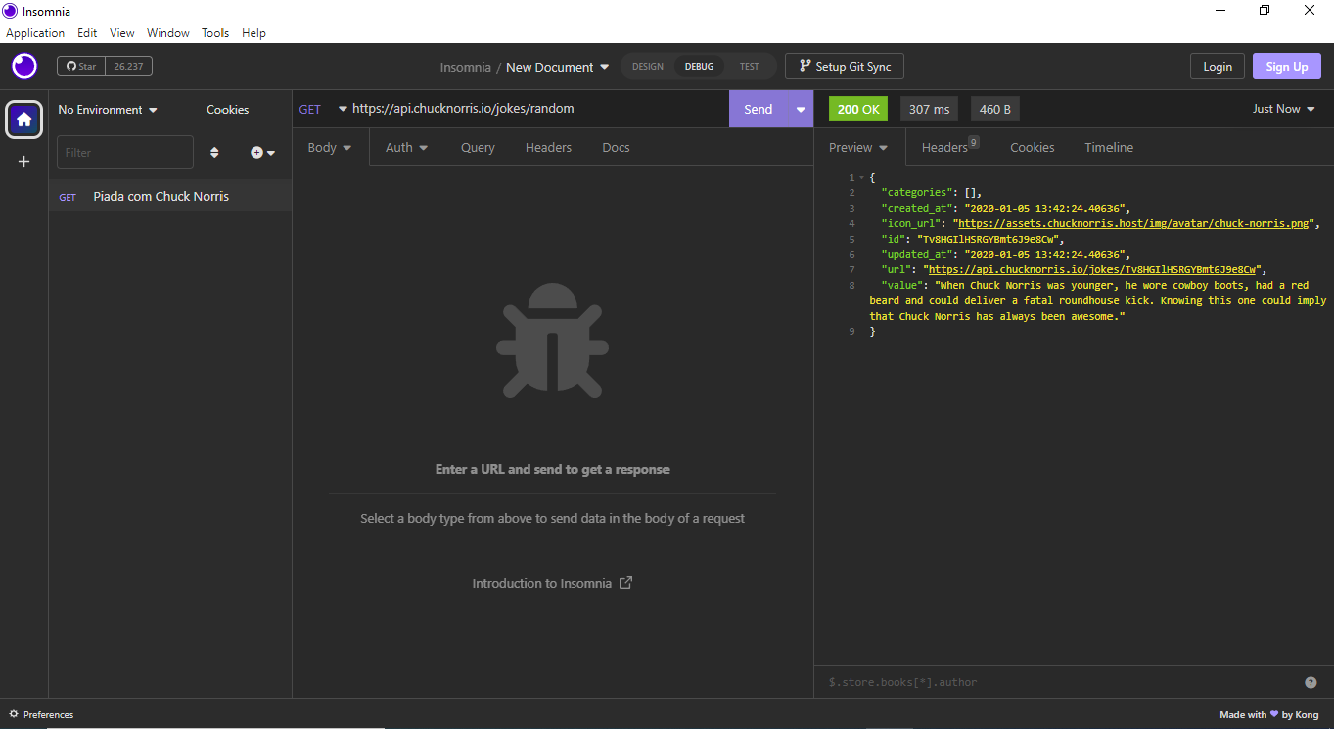 Insomnia
Application Edit View Window Tools Help
Star 26.237
Insomnia / New Document
DESIGN DEBUG TEST
Setup Git Sync
Login Sign Up
No Environment Cookies
Filter
GET Piada com Chuck Norris
GET https://api.chucknorris.io/jokes/random Send
Body Auth Query Headers Docs
Enter a URL and send to get a response
Select a body type from above to send data in the body of a request
Introduction to Insomnia
200 OK 307 ms 460 B Just Now
Preview Headers 9 Cookies Timeline
1 {
2 "categories": [],
3 "created_at": "2020-01-05 13:42:24.40636",
4 "icon_url": "https://assets.chucknorris.host/img/avatar/chuck-norris.png",
5 "id": "Tv8HGIlHSRGYBmt6J9e8Cw",
6 "updated_at": "2020-01-05 13:42:24.40636",
7 "url": "https://api.chucknorris.io/jokes/Tv8HGIlHSRGYBmt6J9e8Cw",
8 "value": "When Chuck Norris was younger, he wore cowboy boots, had a red
beard and could deliver a fatal roundhouse kick. Knowing this one could imply
that Chuck Norris has always been awesome."
9 }
$.store.books[*].author
Preferences
Made with ♥ by Kong